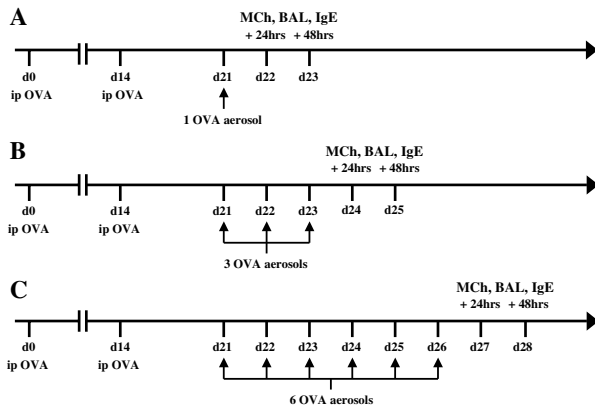 A
MCh, BAL, IgE
+ 24hrs + 48hrs
d0 d14 d21 d22 d23
ip OVA ip OVA
1 OVA aerosol
B
MCh, BAL, IgE
+ 24hrs + 48hrs
d0 d14 d21 d22 d23 d24 d25
ip OVA ip OVA
3 OVA aerosols
C
MCh, BAL, IgE
+ 24hrs + 48hrs
d0 d14 d21 d22 d23 d24 d25 d26 d27 d28
ip OVA ip OVA
6 OVA aerosols